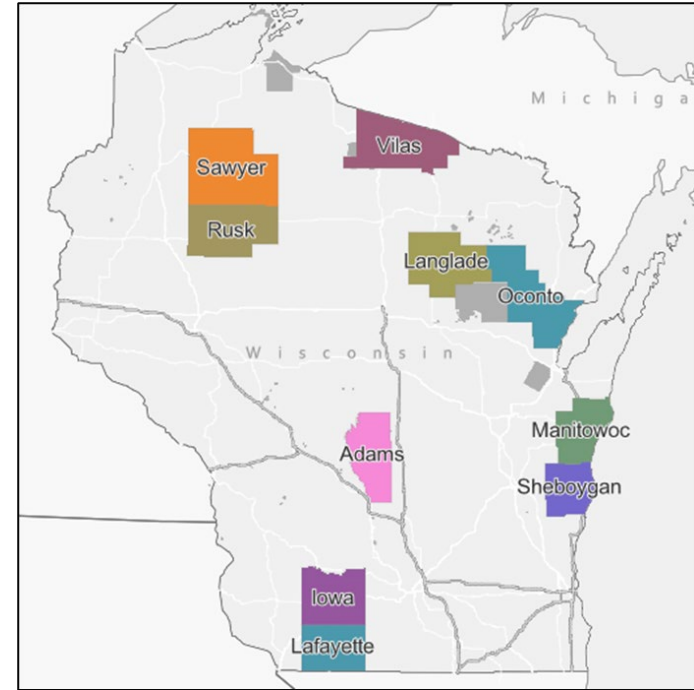 Michiga
Vilas
Sawyer
Rusk
Langlade
Oconto
Wisconsin
Manitowoc
Adams
Sheboygan
Iowa
Lafayette